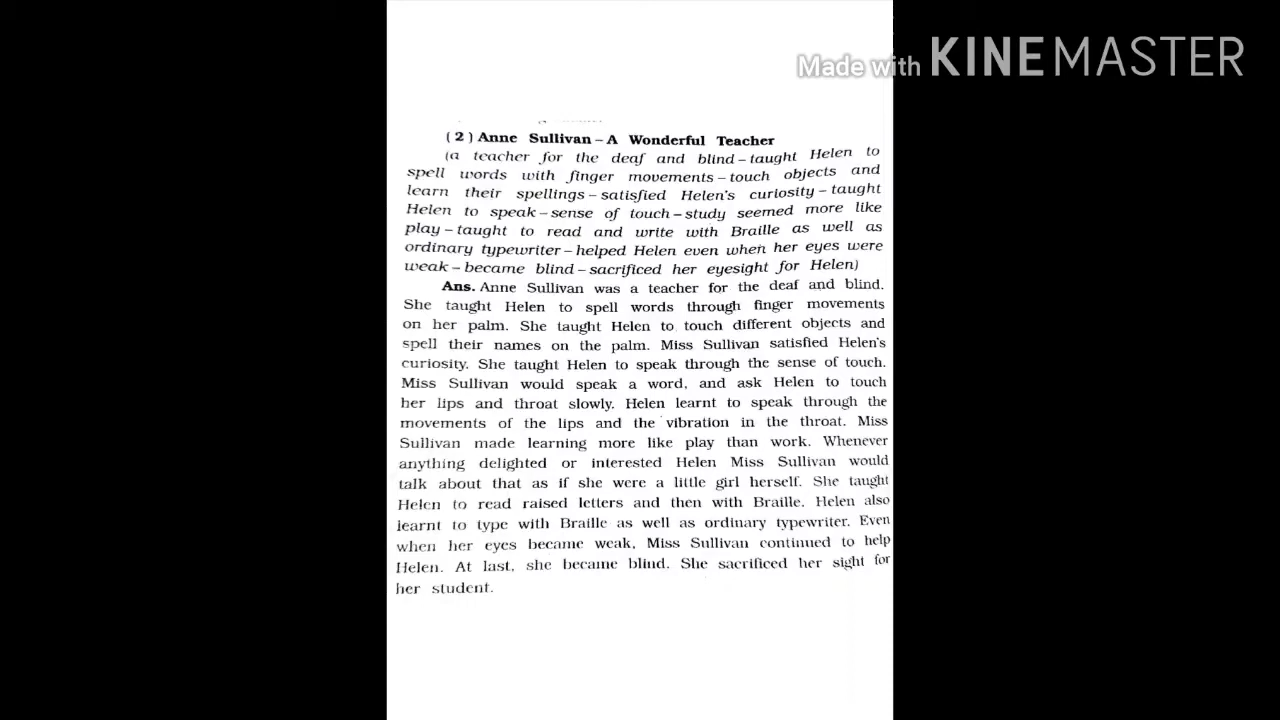 Made with KINEMASTER
( 2 ) Anne Sullivan – A Wonderful Teacher
(a teacher for the deaf and blind – taught Helen to
spell words with finger movements – touch objects and
learn their spellings – satisfied Helen's curiosity – taught
Helen to speak – sense of touch – study seemed more like
play – taught to read and write with Braille as well as
ordinary typewriter – helped Helen even when her eyes were
weak – became blind – sacrificed her eyesight for Helen)
Ans. Anne Sullivan was a teacher for the deaf and blind.
She taught Helen to spell words through finger movements
on her palm. She taught Helen to touch different objects and
spell their names on the palm. Miss Sullivan satisfied Helen's
curiosity. She taught Helen to speak through the sense of touch.
Miss Sullivan would speak a word, and ask Helen to touch
her lips and throat slowly. Helen learnt to speak through the
movements of the lips and the vibration in the throat. Miss
Sullivan made learning more like play than work. Whenever
anything delighted or interested Helen Miss Sullivan would
talk about that as if she were a little girl herself. She taught
Helen to read raised letters and then with Braille. Helen also
learnt to type with Braille as well as ordinary typewriter. Even
when her eyes became weak, Miss Sullivan continued to help
Helen. At last, she became blind. She sacrificed her sight for
her student.